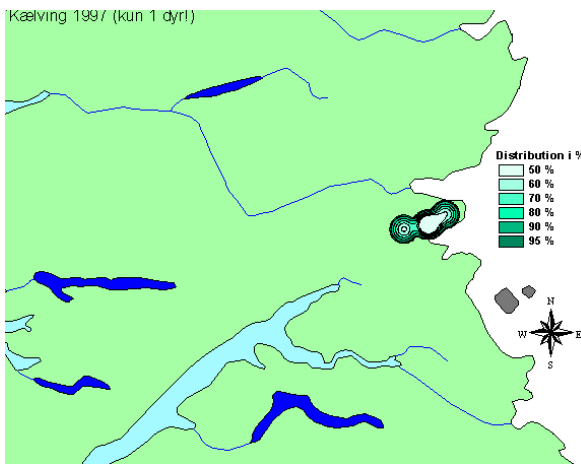 Kælving 1997 (kun 1 dyr!)
Distribution i %
50 %
60 %
70 %
80 %
90 %
95 %
N
W E
S